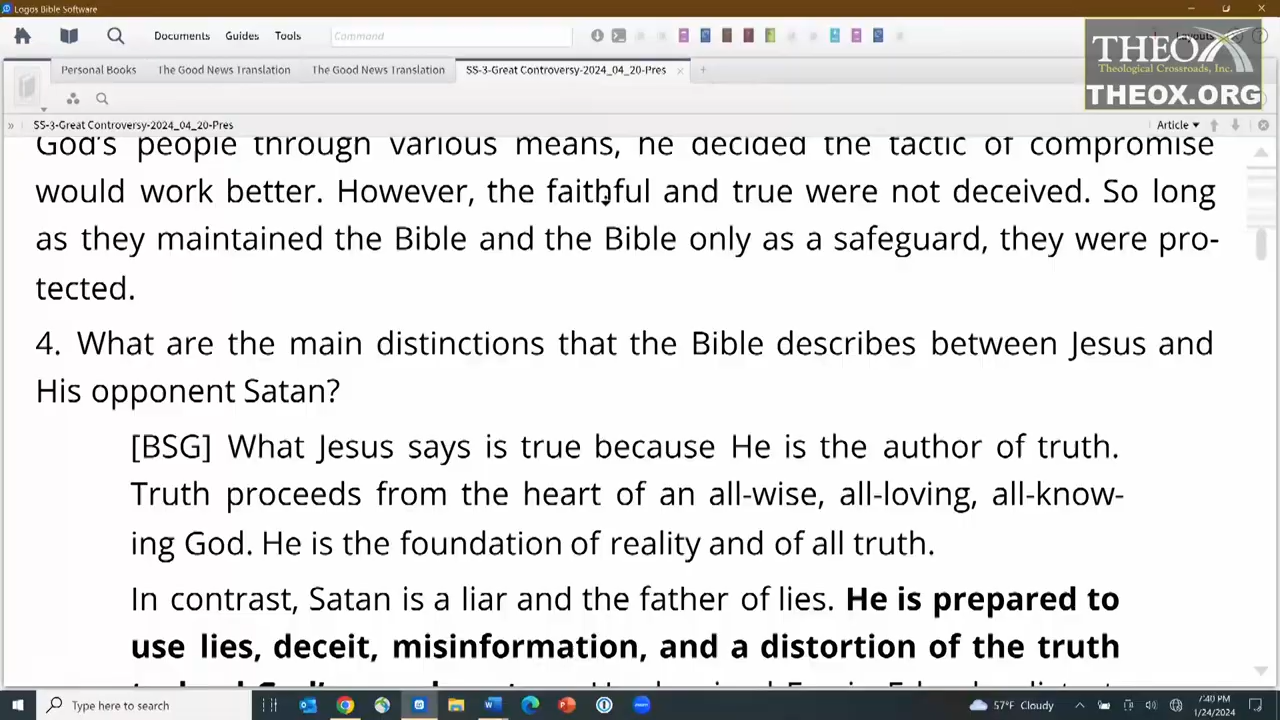 Logos Bible Software
Documents Guides Tools Command Layouts
THEOX
Theological Crossroads, Inc.
THEOX.ORG
Personal Books The Good News Translation The Good News Translati SS-3-Great Controversy-2024_04_20-Pres
SS-3-Great Controversy-2024_04_20-Pres Article
God's people through various means, he decided the tactic of compromise
would work better. However, the faithful and true were not deceived. So long
as they maintained the Bible and the Bible only as a safeguard, they were pro-
tected.
4. What are the main distinctions that the Bible describes between Jesus and
His opponent Satan?
[BSG] What Jesus says is true because He is the author of truth.
Truth proceeds from the heart of an all-wise, all-loving, all-know-
ing God. He is the foundation of reality and of all truth.
In contrast, Satan is a liar and the father of lies. He is prepared to
use lies, deceit, misinformation, and a distortion of the truth
Type here to search 57°F Cloudy 7:40 PM
1/24/2024